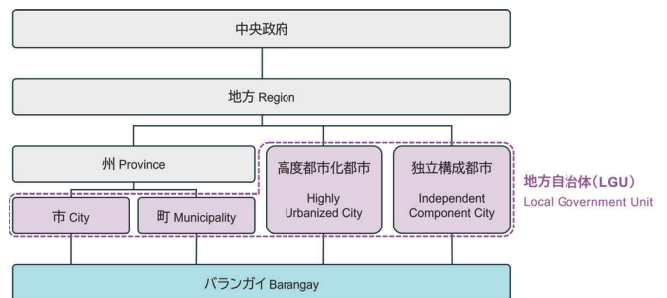 中央政府
地方 Region
州 Province
高度都市化都市
Highly
Urbanized City
独立構成都市
Independent
Component City
地方自治体(LGU)
Local Government Unit
市 City
町 Municipality
バランガイ Barangay